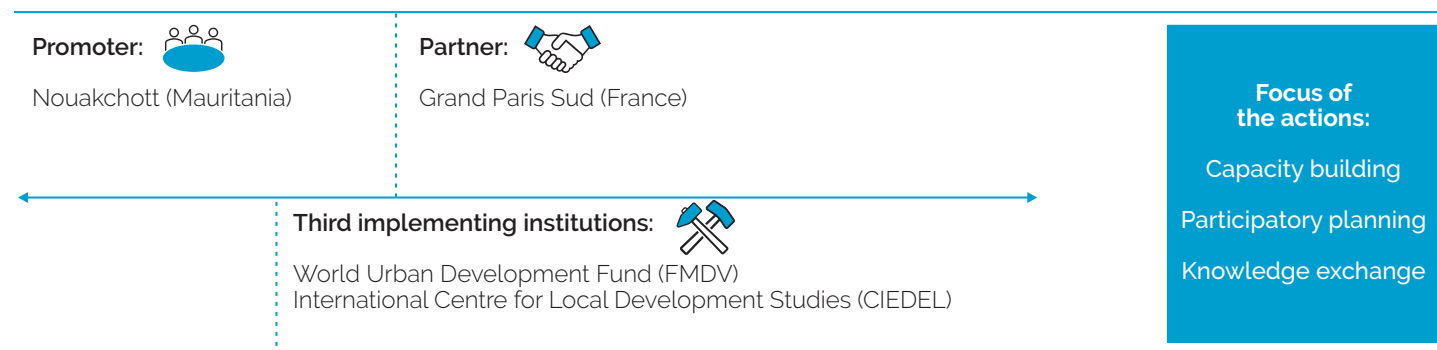 Promoter:
Nouakchott (Mauritania)
Partner:
Grand Paris Sud (France)
Third implementing institutions:
World Urban Development Fund (FMDV)
International Centre for Local Development Studies (CIEDEL)
Focus of
the actions:
Capacity building
Participatory planning
Knowledge exchange